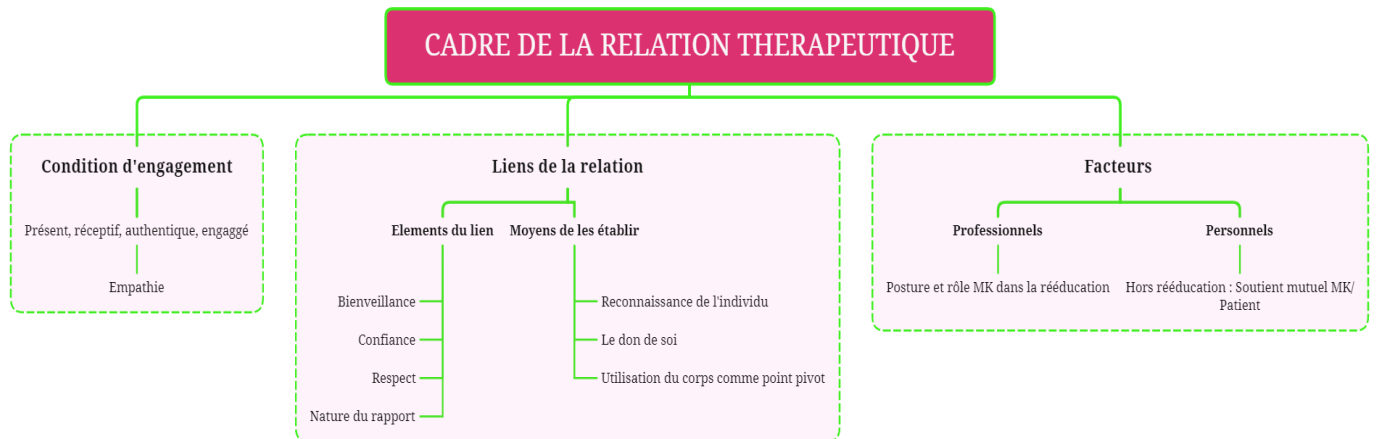 CADRE DE LA RELATION THERAPEUTIQUE
Condition d'engagement
Présent, réceptif, authentique, engaggé
Empathie
Liens de la relation
Elements du lien
Bienveillance
Confiance
Respect
Nature du rapport
Moyens de les établir
Reconnaissance de l'individu
Le don de soi
Utilisation du corps comme point pivot
Facteurs
Professionnels
Posture et rôle MK dans la rééducation
Personnels
Hors rééducation : Soutient mutuel MK/
Patient